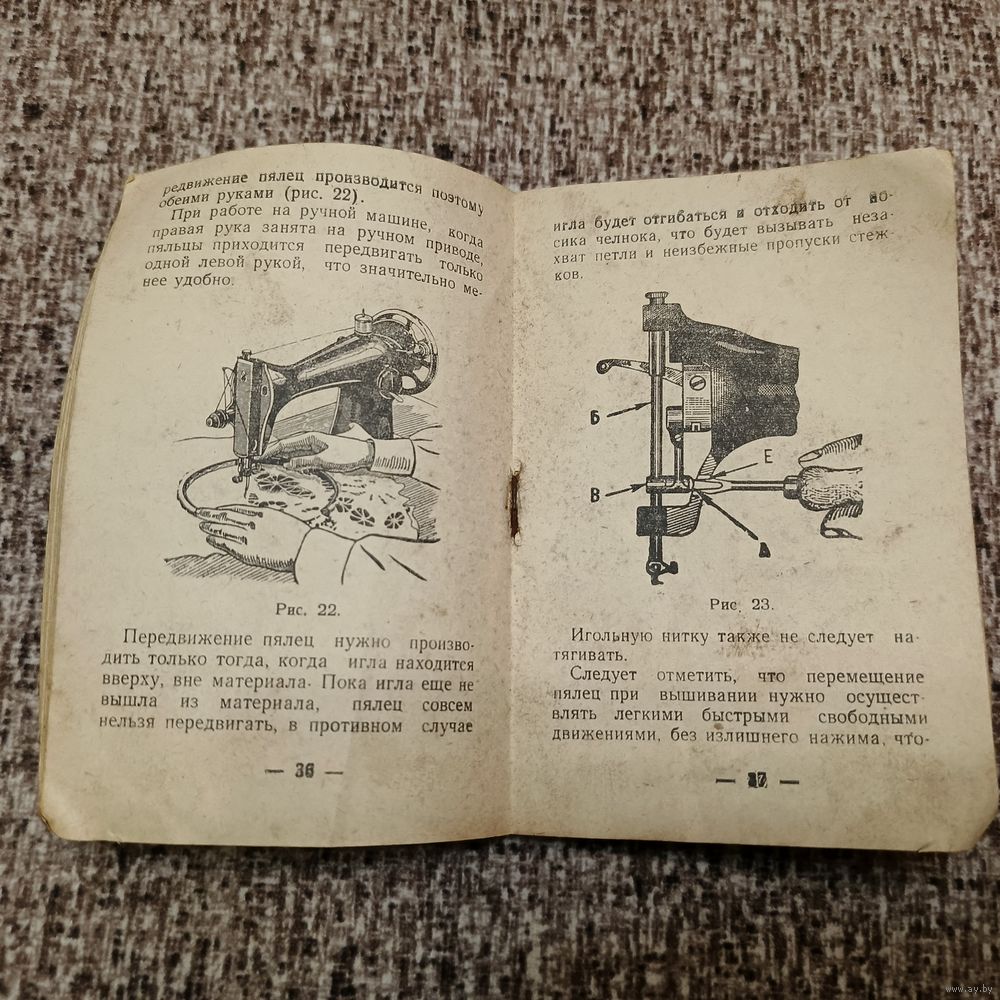 редвижение пялец производится поэтому
обеими руками (рис. 22).
При работе на ручной машине, когда
правая рука занята на ручном приводе,
пяльцы приходится передвигать только
одной левой рукой, что значительно ме-
нее удобно.
Рис. 22.
Передвижение пялец нужно произво-
дить только тогда, когда игла находится
вверху, вне материала. Пока игла еще не
вышла из материала, пялец совсем
нельзя передвигать, в противном случае
— 36 —
игла будет отгибаться и отходить от но-
сика челнока, что будет вызывать неза-
хват петли и неизбежные пропуски стеж-
ков.
Б
В
Е
А
Рис. 23.
Игольную нитку также не следует на-
тягивать.
Следует отметить, что перемещение
пялец при вышивании нужно осущест-
влять легкими быстрыми свободными
движениями, без излишнего нажима, что-
— 37 —
www.ay.by